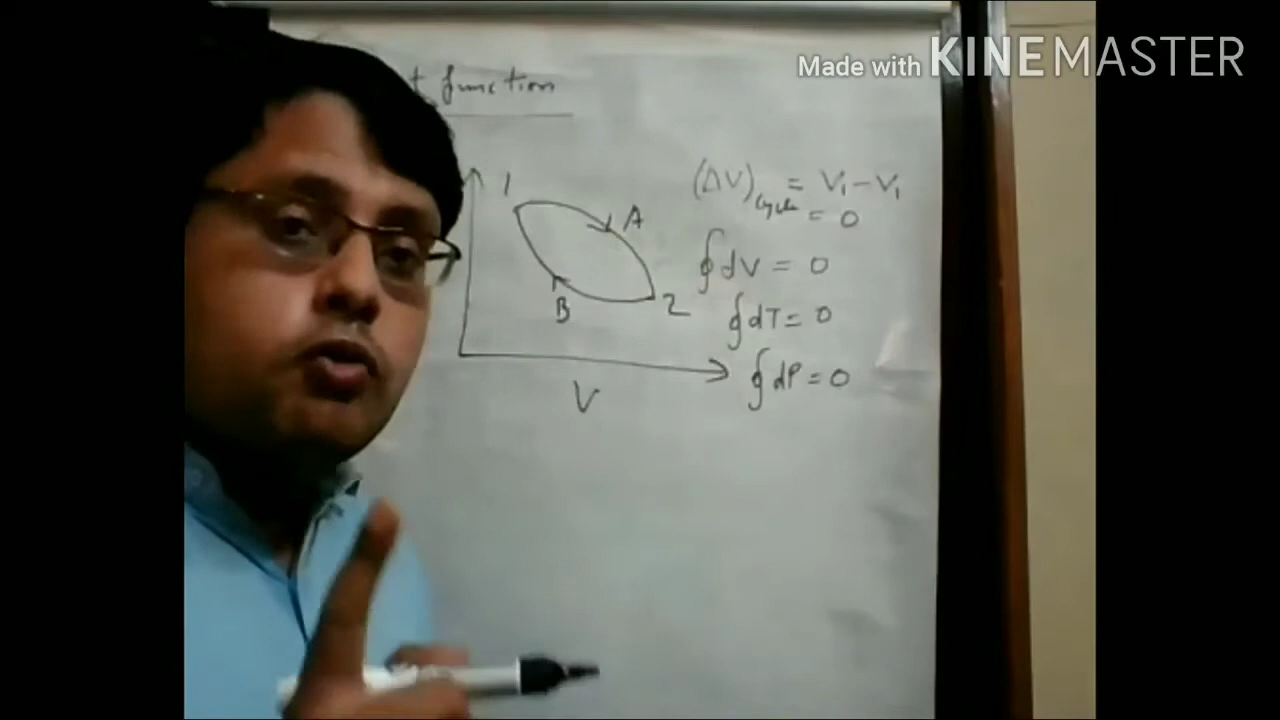 Made with KINEMASTER
t function
1
A
B
2
V
(ΔV)cycle = V₁ - V₁
= 0
∮dV = 0
∮dT = 0
∮dP = 0